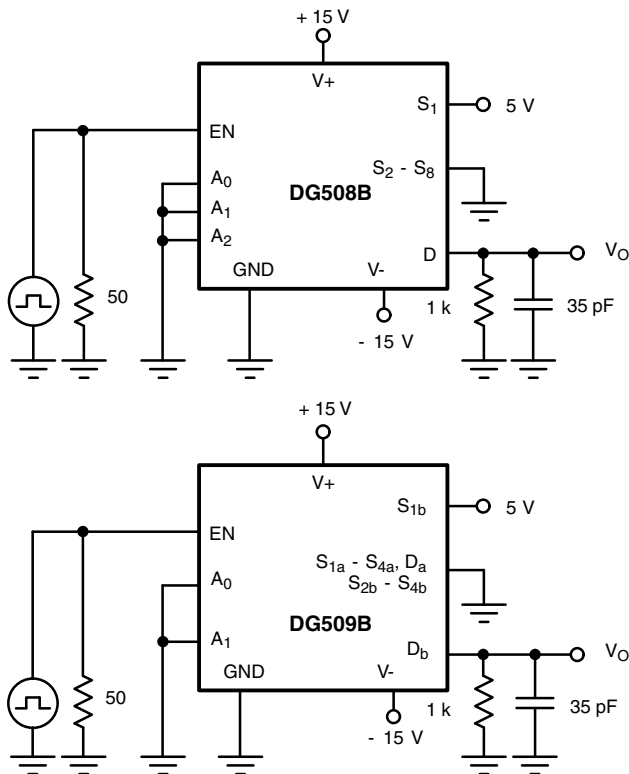 + 15 V
V+
S1 5 V
EN
A0 S2 - S8
A1 DG508B
A2
GND V- D VO
50 1 k 35 pF
- 15 V
+ 15 V
V+
S1b 5 V
EN
S1a - S4a, Da
A0 S2b - S4b
DG509B
A1 Db VO
GND V-
50 1 k 35 pF
- 15 V